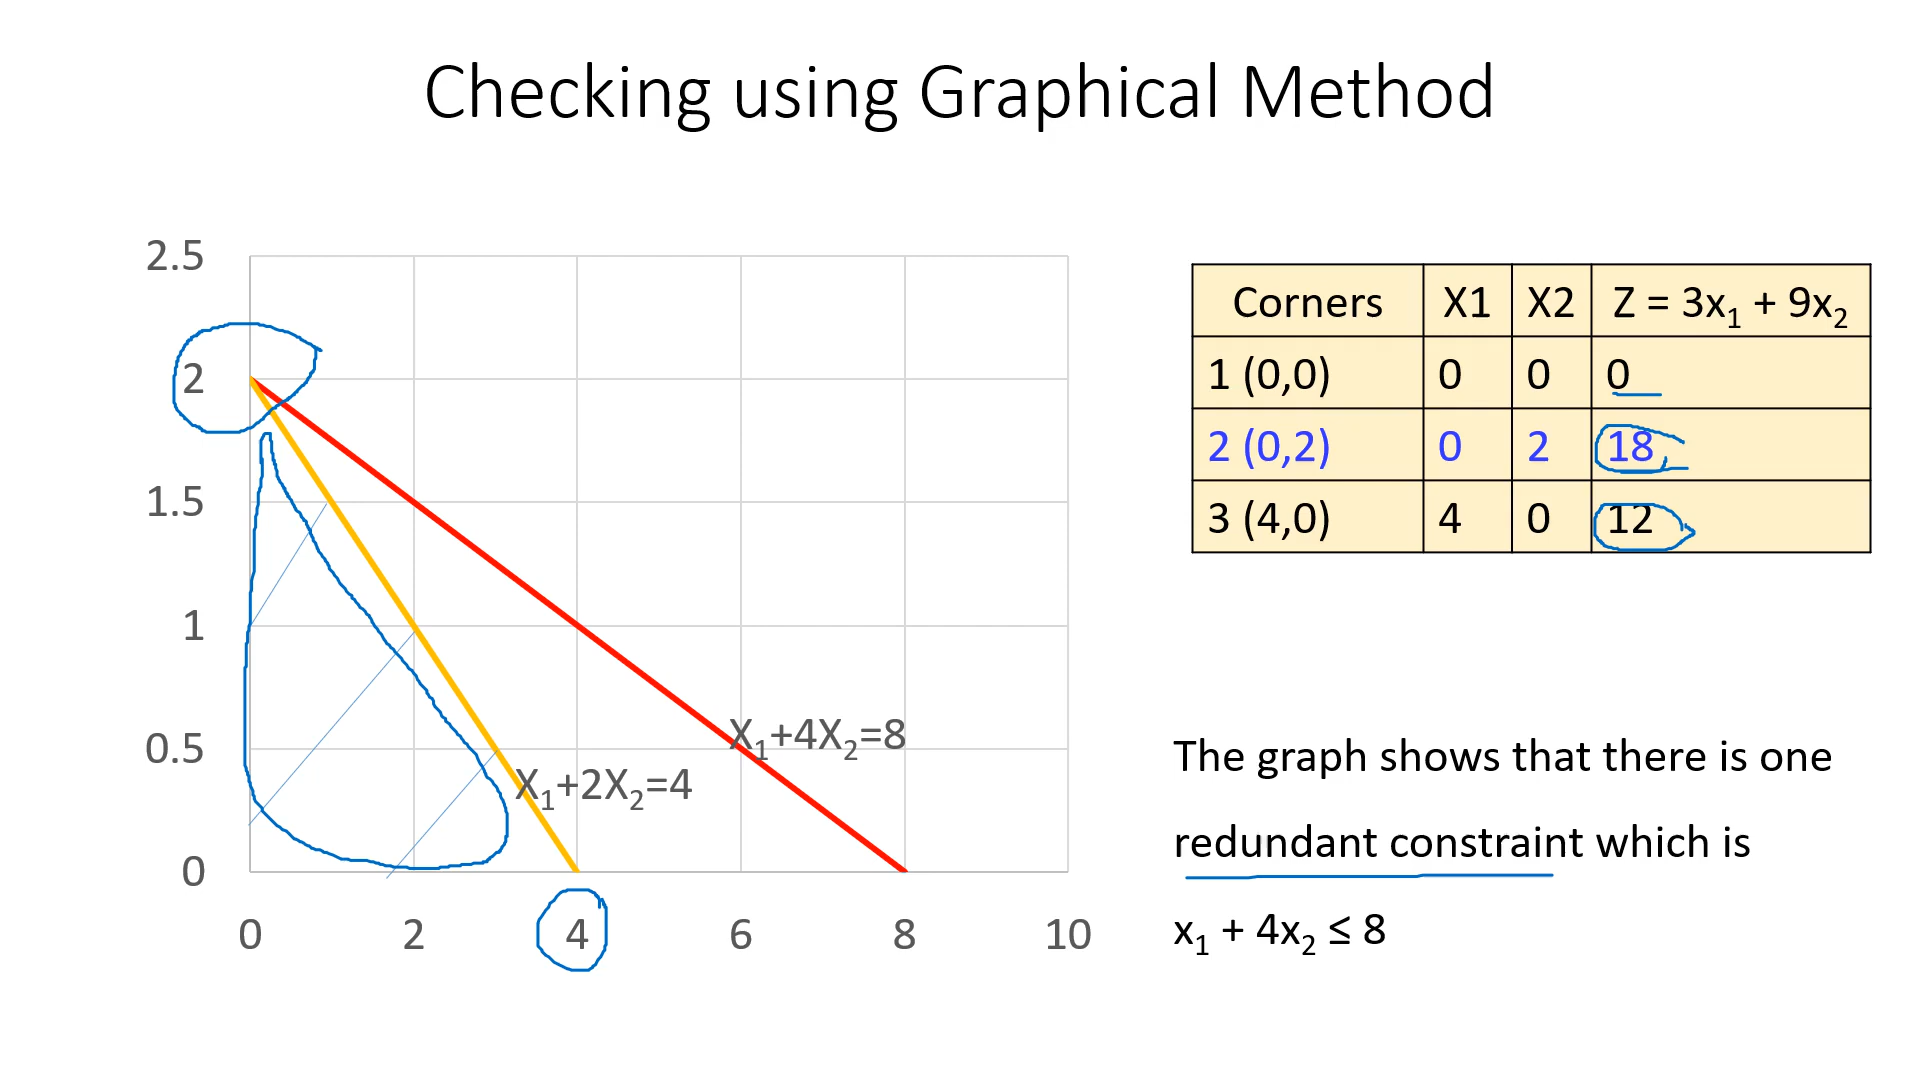 Checking using Graphical Method
2.5
2
1.5
1
0.5
0
0 2 4 6 8 10
X₁+4X₂=8
X₁+2X₂=4
Corners X1 X2 Z = 3x₁ + 9x₂
1 (0,0) 0 0 0
2 (0,2) 0 2 18
3 (4,0) 4 0 12
The graph shows that there is one
redundant constraint which is
x₁ + 4x₂ ≤ 8